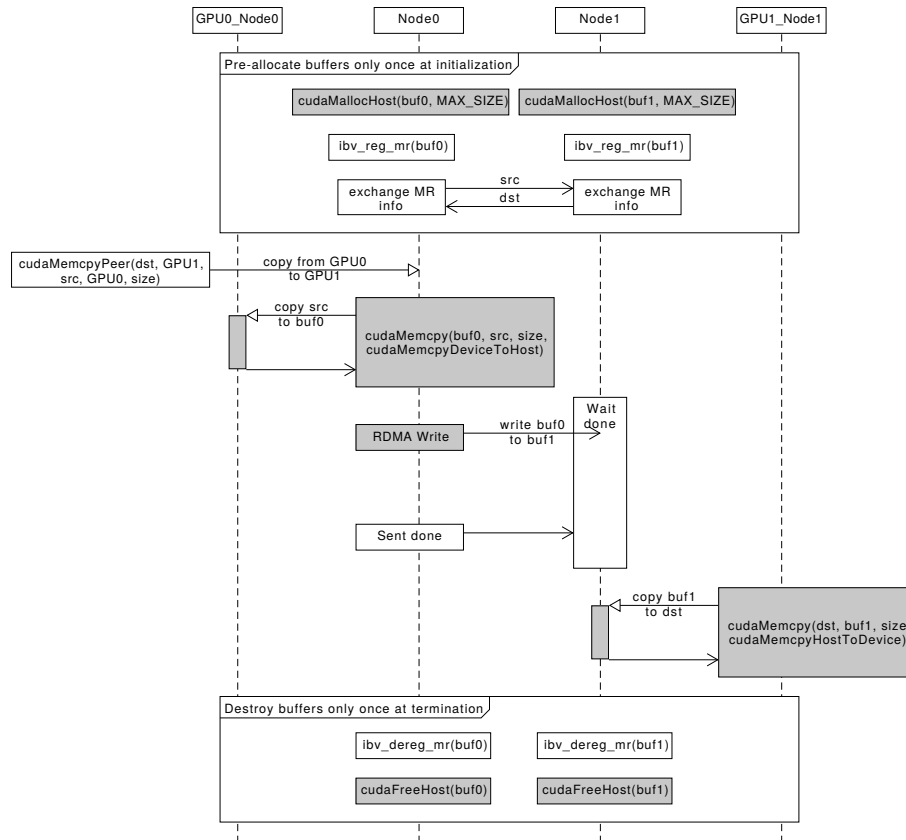 GPU0_Node0
Node0
Node1
GPU1_Node1
Pre-allocate buffers only once at initialization
cudaMallocHost(buf0, MAX_SIZE)
cudaMallocHost(buf1, MAX_SIZE)
ibv_reg_mr(buf0)
ibv_reg_mr(buf1)
exchange MR
info
src
dst
exchange MR
info
cudaMemcpyPeer(dst, GPU1,
src, GPU0, size)
copy from GPU0
to GPU1
copy src
to buf0
cudaMemcpy(buf0, src, size,
cudaMemcpyDeviceToHost)
Wait
done
RDMA Write
write buf0
to buf1
Sent done
copy buf1
to dst
cudaMemcpy(dst, buf1, size
cudaMemcpyHostToDevice)
Destroy buffers only once at termination
ibv_dereg_mr(buf0)
ibv_dereg_mr(buf1)
cudaFreeHost(buf0)
cudaFreeHost(buf1)